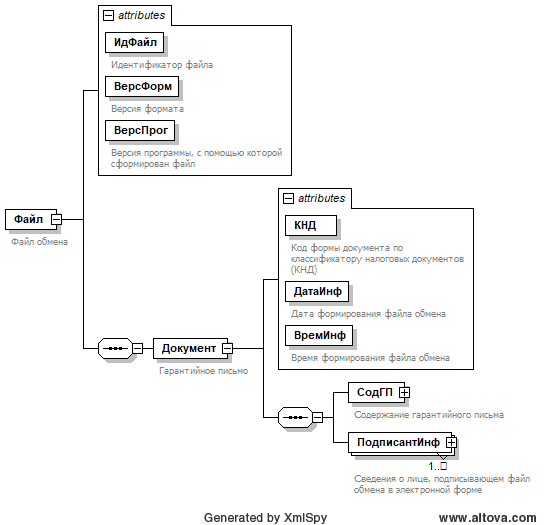 attributes
ИдФайл
Идентификатор файла
ВерсФорм
Версия формата
ВерсПрог
Версия программы, с помощью которой
сформирован файл
Файл
Файл обмена
attributes
КНД
Код формы документа по
классификатору налоговых документов
(КНД)
ДатаИнф
Дата формирования файла обмена
ВремИнф
Время формирования файла обмена
Документ
Гарантийное письмо
СодГП
Содержание гарантийного письма
ПодписантИнф
1..
Сведения о лице, подписывающем файл
обмена в электронной форме
Generated by XmlSpy www.altova.com